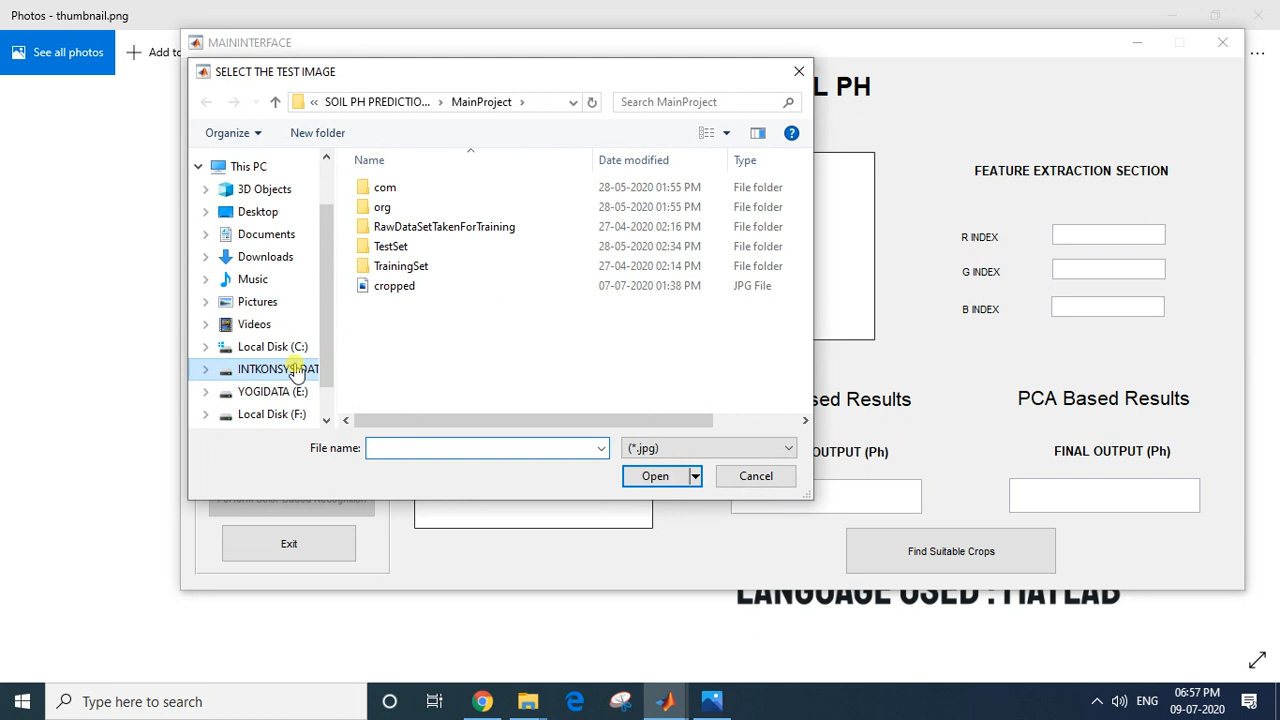 Photos - thumbnail.png
See all photos
Add to
MAININTERFACE
SELECT THE TEST IMAGE
« SOIL PH PREDICTIO... › MainProject ›
Search MainProject
Organize
New folder
This PC
3D Objects
Desktop
Documents
Downloads
Music
Pictures
Videos
Local Disk (C:)
YOGIDATA (E:)
Local Disk (F:)
Name Date modified Type
com 28-05-2020 01:55 PM File folder
org 28-05-2020 01:55 PM File folder
RawDataSetTakenForTraining 27-04-2020 02:16 PM File folder
TestSet 28-05-2020 02:34 PM File folder
TrainingSet 27-04-2020 02:14 PM File folder
cropped 07-07-2020 01:38 PM JPG File
File name:
(*.jpg)
Open
Cancel
L PH
FEATURE EXTRACTION SECTION
R INDEX
G INDEX
B INDEX
sed Results
PCA Based Results
OUTPUT (Ph)
FINAL OUTPUT (Ph)
Exit
Find Suitable Crops
LANGUAGE USED : MATLAB
Type here to search
ENG
06:57 PM
09-07-2020